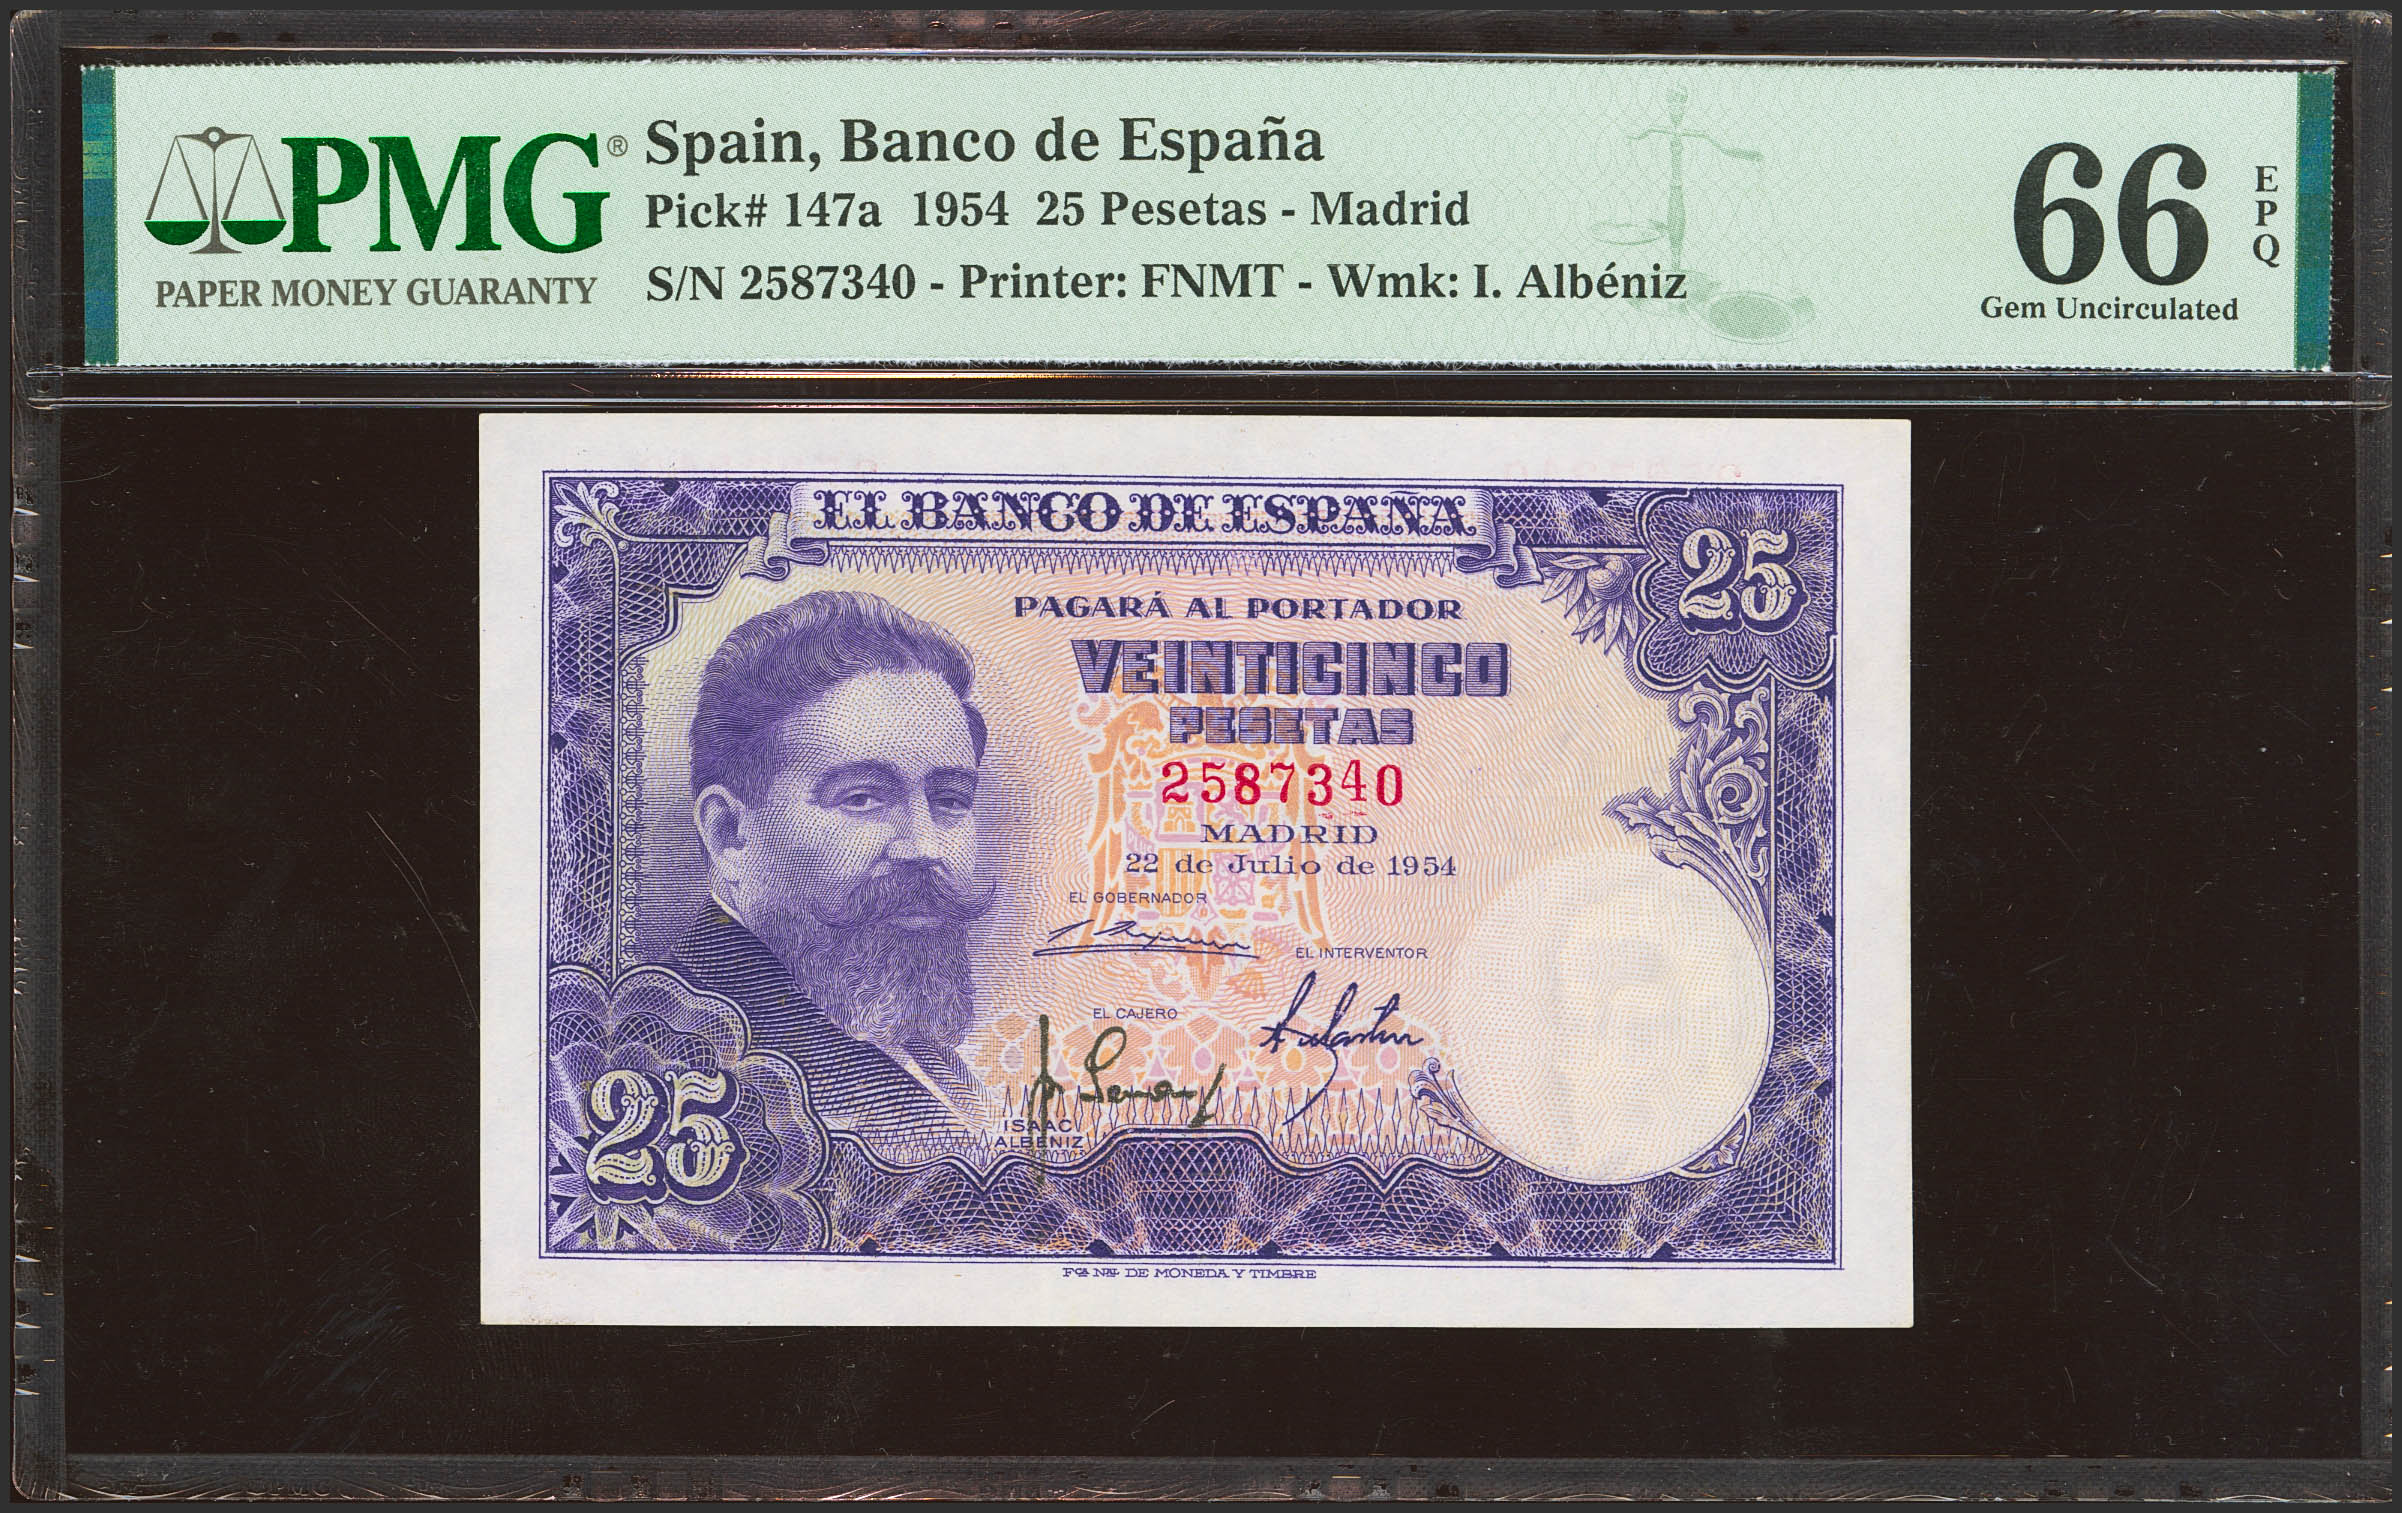 PMG®
PAPER MONEY GUARANTY
Spain, Banco de España
Pick# 147a 1954 25 Pesetas - Madrid
S/N 2587340 - Printer: FNMT - Wmk: I. Albéniz
66
EPQ
Gem Uncirculated
EL BANCO DE ESPAÑA
25
PAGARÁ AL PORTADOR
VEINTICINCO
PESETAS
2587340
MADRID
22 de Julio de 1954
EL GOBERNADOR
EL INTERVENTOR
EL CAJERO
ISAAC
ALBENIZ
25
FCA NAL DE MONEDA Y TIMBRE